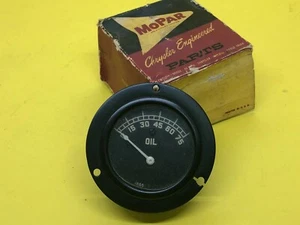 MOPAR
Chrysler Engineered
PARTS
15 30 45 60 75
OIL